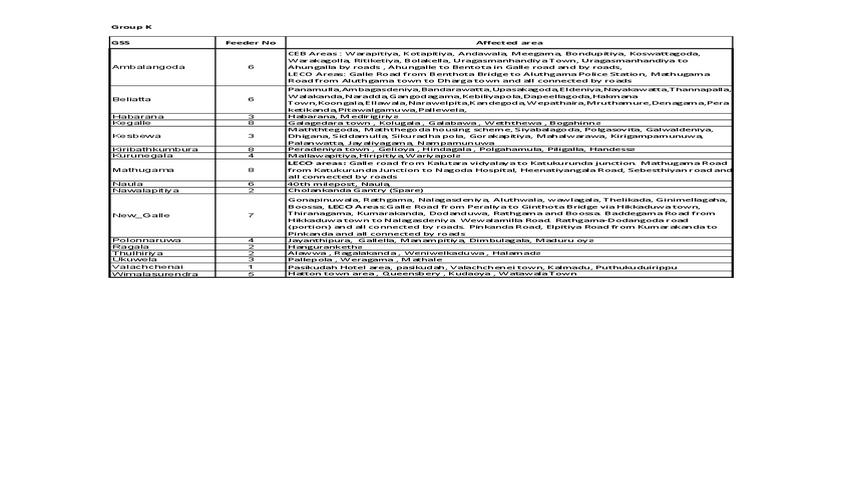 Group K
GSS Feeder No Affected area
Ambalangoda 6 CEB Areas : Warapitiya, Kotapitiya, Andawala, Meegama, Bondupitiya, Koswattagoda,
Warakagolla, Ritiketiya, Bolakella, Uragasmanhandiya Town, Uragasmanhandiya to
Ahungalla by roads , Ahungalle to Bentota in Galle road and by roads,
LECO Areas: Galle Road from Benthota Bridge to Aluthgama Police Station, Mathugama
Road from Aluthgama town to Dharga town and all connected by roads
Beliatta 6 Panamulla,Ambagasdeniya,Bandarawatta,Upasakagoda,Eldeniya,Nayakawatta,Thannapalla,
Walakanda,Naradda,Gangodagama,Kebiliyapola,Dapeellagoda,Hakmana
Town,Koongala,Ellawala,Narawelpita,Kandegoda,Wepathaira,Mruthamure,Denagama,Pera
ketikanda,Pitawalgamuwa,Pallewela,
Habarana 3 Habarana, Medirigiriya
Kegalle 8 Galagedara town , Kolugala , Galabawa , Weththewa , Bogahinna
Kesbewa 3 Maththtegoda, Maththegoda housing scheme, Siyabalagoda, Polgasovita, Galwaldeniya,
Dhigana, Siddamulla, Sikuradha pola, Gorakapitiya, Mahalwarawa, Kirigampamunuwa,
Palanwatta, Jayaliyagama, Nampamunuwa
Kiribathkumbura 8 Peradeniya town , Gelioya , Hindagala , Polgahamula, Piligalla, Handessa
Kurunegala 4 Mallawapitiya,Hiripitiya,Wariyapola
Mathugama 8 LECO areas: Galle road from Kalutara vidyalaya to Katukurunda junction. Mathugama Road
from Katukurunda Junction to Nagoda Hospital, Heenatiyangala Road, Sebesthiyan road and
all connected by roads
Naula 6 40th milepost, Naula,
Nawalapitiya 2 Cholankanda Gantry (Spare)
New_Galle 7 Gonapinuwala, Rathgama, Nalagasdeniya, Aluthwala, wawlagala, Thelikada, Ginimellagaha,
Boossa, LECO Areas:Galle Road from Peraliya to Ginthota Bridge via Hikkaduwa town,
Thiranagama, Kumarakanda, Dodanduwa, Rathgama and Boossa. Baddegama Road from
Hikkaduwa town to Nalagasdeniya. Wewalamilla Road. Rathgama-Dodangoda road
(portion) and all connected by roads. Pinkanda Road, Elpitiya Road from Kumarakanda to
Pinkanda and all connected by roads
Polonnaruwa 4 Jayanthipura, Gallella, Manampitiya, Dimbulagala, Maduru oya
Ragala 2 Hangurankethe
Thulhiriya 2 Alawwa , Ragalakanda , Weniwelkaduwa , Halamada
Ukuwela 3 Pallepola , Weragama , Mathale
Valachchenai 1 Pasikudah Hotel area, pasikudah, Valachchenei town, Kalmadu, Puthukuduirippu
Wimalasurendra 5 Hatton town area , Queensbery , Kudaoya , Watawala Town